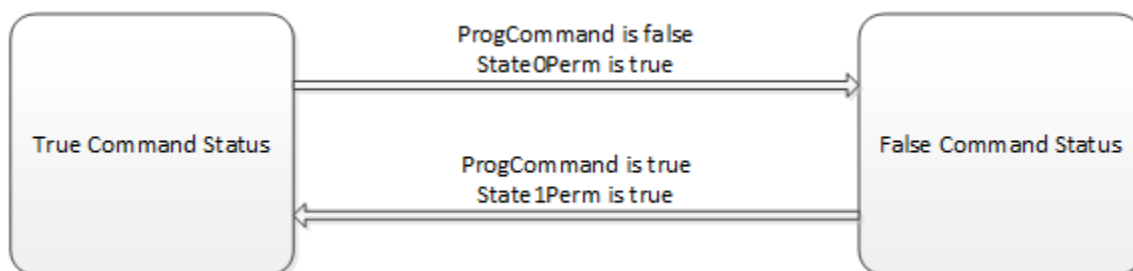 ProgCommand is false
State0Perm is true
True Command Status
False Command Status
ProgCommand is true
State1Perm is true